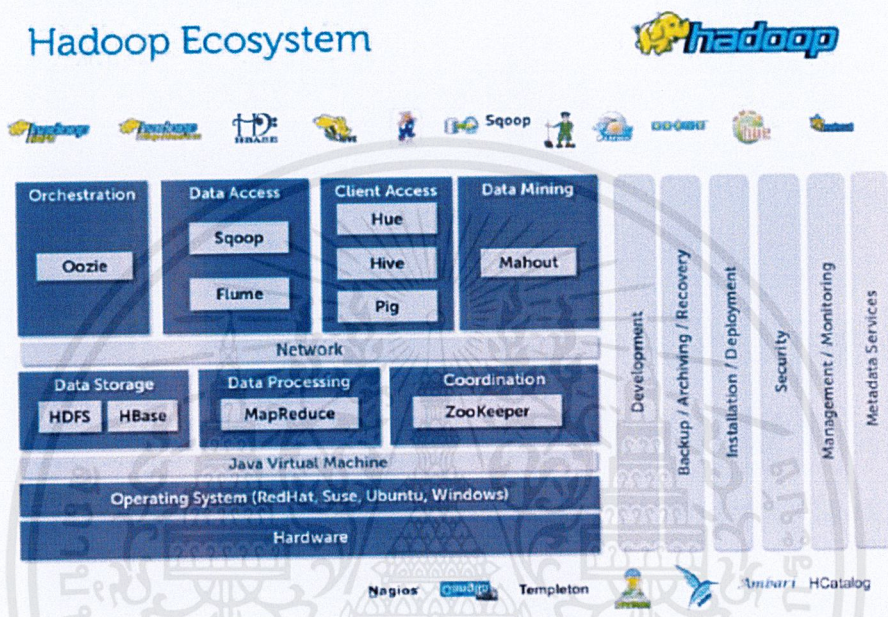 Hadoop Ecosystem
hadoop
HBASE
Sqoop
hue
Orchestration
Data Access
Client Access
Data Mining
Sqoop
Hue
Oozie
Hive
Mahout
Flume
Pig
Network
Data Storage
Data Processing
Coordination
HDFS
HBase
MapReduce
ZooKeeper
Java Virtual Machine
Operating System (RedHat, Suse, Ubuntu, Windows)
Hardware
Development
Backup / Archiving / Recovery
Installation / Deployment
Security
Management / Monitoring
Metadata Services
Nagios
Templeton
Ambari
HCatalog